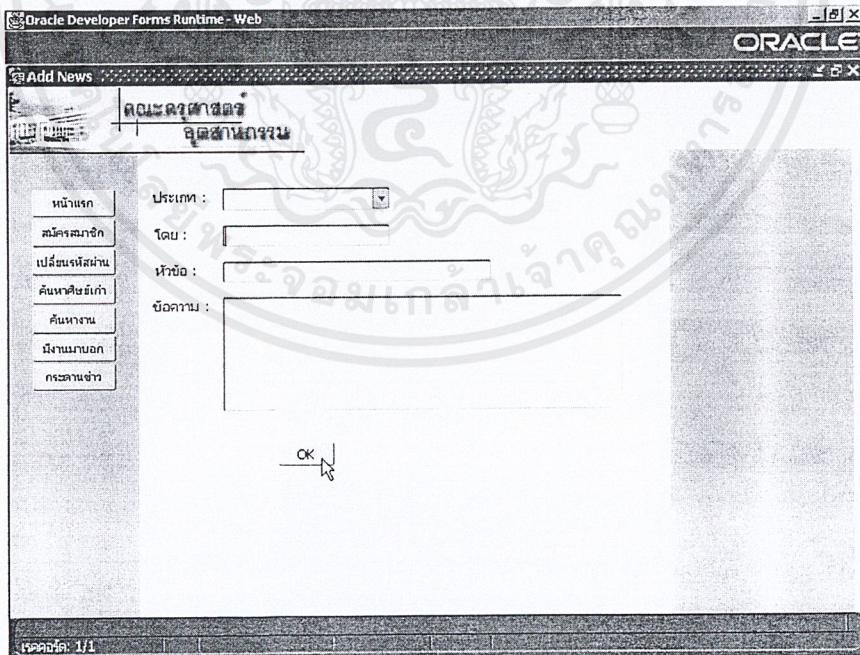 Oracle Developer Forms Runtime - Web
ORACLE
Add News
คณะครุศาสตร์
อุตสาหกรรม
หน้าแรก
สมัครสมาชิก
เปลี่ยนรหัสผ่าน
ค้นหาศิษย์เก่า
ค้นหางาน
มีงานมาบอก
กระดานข่าว
ประเภท :
โดย :
หัวข้อ :
ข้อความ :
OK
เรคคอร์ด: 1/1